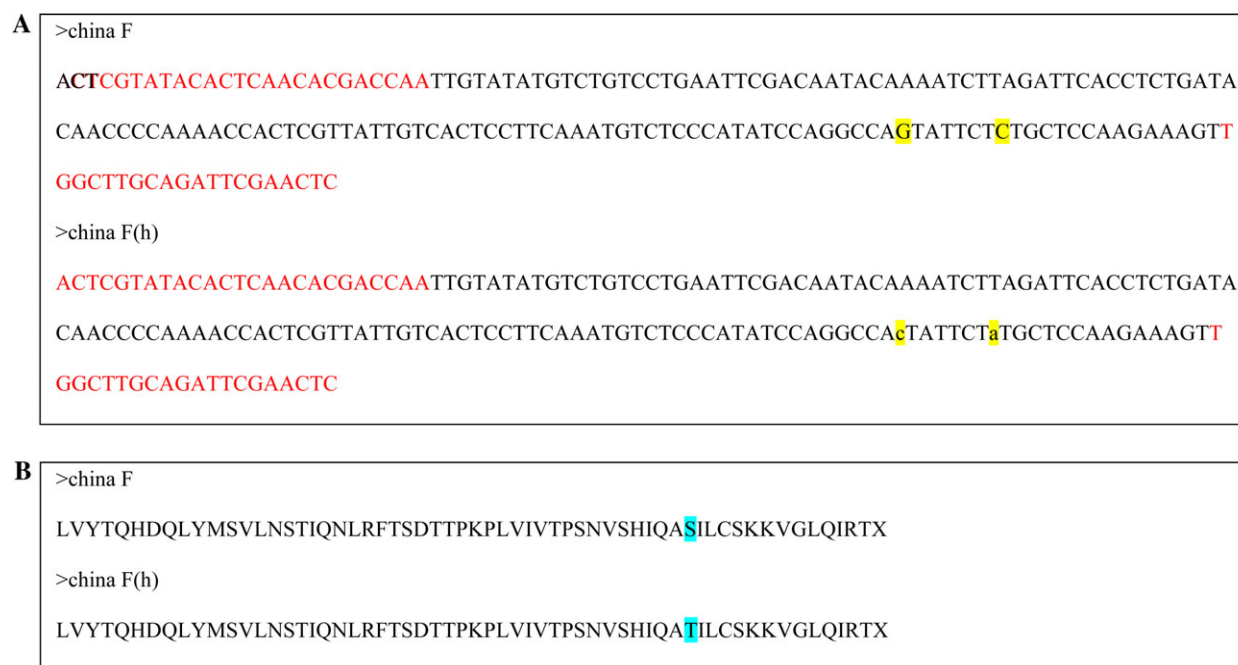 A
>china F
ACTCGTATACACTCAACACGACCAATTGTATATGTCTGTCCTGAATTCGACAATACAAAATCTTAGATTCACCTCTGATA
CAACCCCAAAACCACTCGTTATTGTCACTCCTTCAAATGTCTCCCATATCCAGGCCAGTATTCTCTGCTCCAAGAAAGTT
GGCTTGCAGATTCGAACTC
>china F(h)
ACTCGTATACACTCAACACGACCAATTGTATATGTCTGTCCTGAATTCGACAATACAAAATCTTAGATTCACCTCTGATA
CAACCCCAAAACCACTCGTTATTGTCACTCCTTCAAATGTCTCCCATATCCAGGCCAcTATTCTaTGCTCCAAGAAAGTT
GGCTTGCAGATTCGAACTC
B
>china F
LVYTQHDQLYMSVLNSTIQNLRFTSDTTPKPLVIVTPSNVSHIQASILCSKKVGLQIRTX
>china F(h)
LVYTQHDQLYMSVLNSTIQNLRFTSDTTPKPLVIVTPSNVSHIQATILCSKKVGLQIRTX